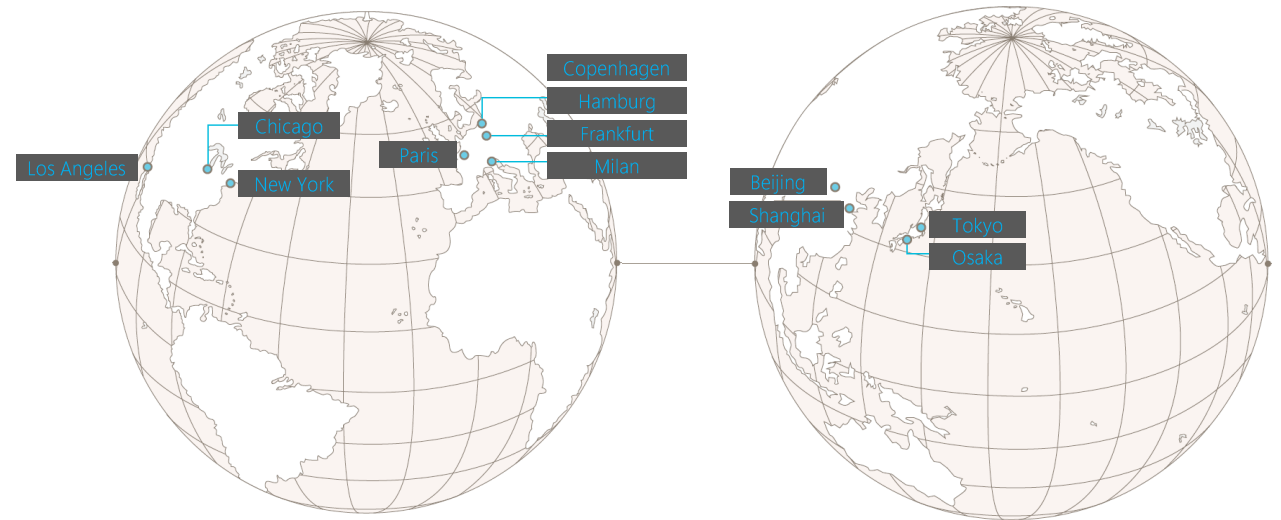 Copenhagen
Hamburg
Chicago
Frankfurt
Paris
Milan
Los Angeles
New York
Beijing
Shanghai
Tokyo
Osaka